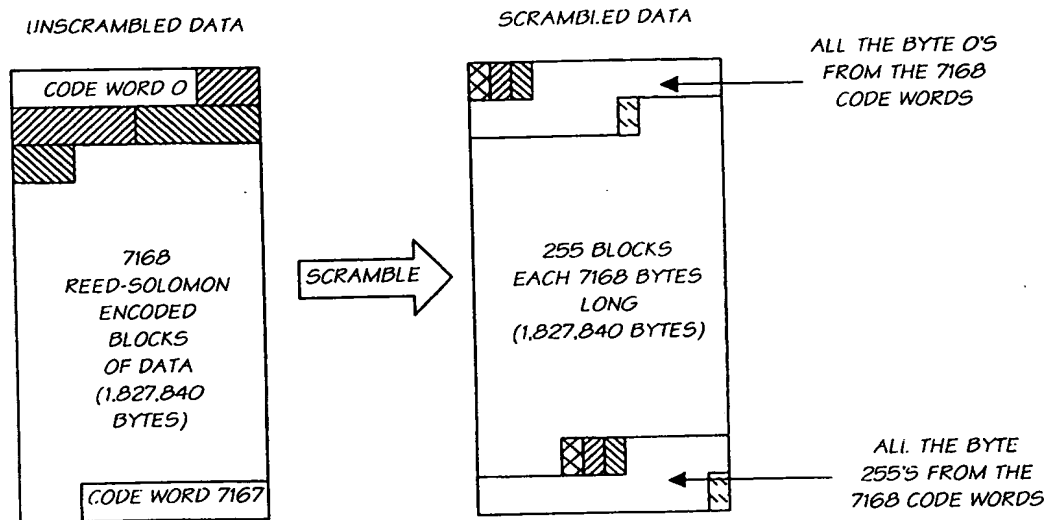 UNSCRAMBLED DATA
CODE WORD 0
7168
REED-SOLOMON
ENCODED
BLOCKS
OF DATA
(1,827,840
BYTES)
CODE WORD 7167
SCRAMBLE
SCRAMBLED DATA
255 BLOCKS
EACH 7168 BYTES
LONG
(1,827,840 BYTES)
ALL THE BYTE 0'S
FROM THE 7168
CODE WORDS
ALL THE BYTE
255'S FROM THE
7168 CODE WORDS